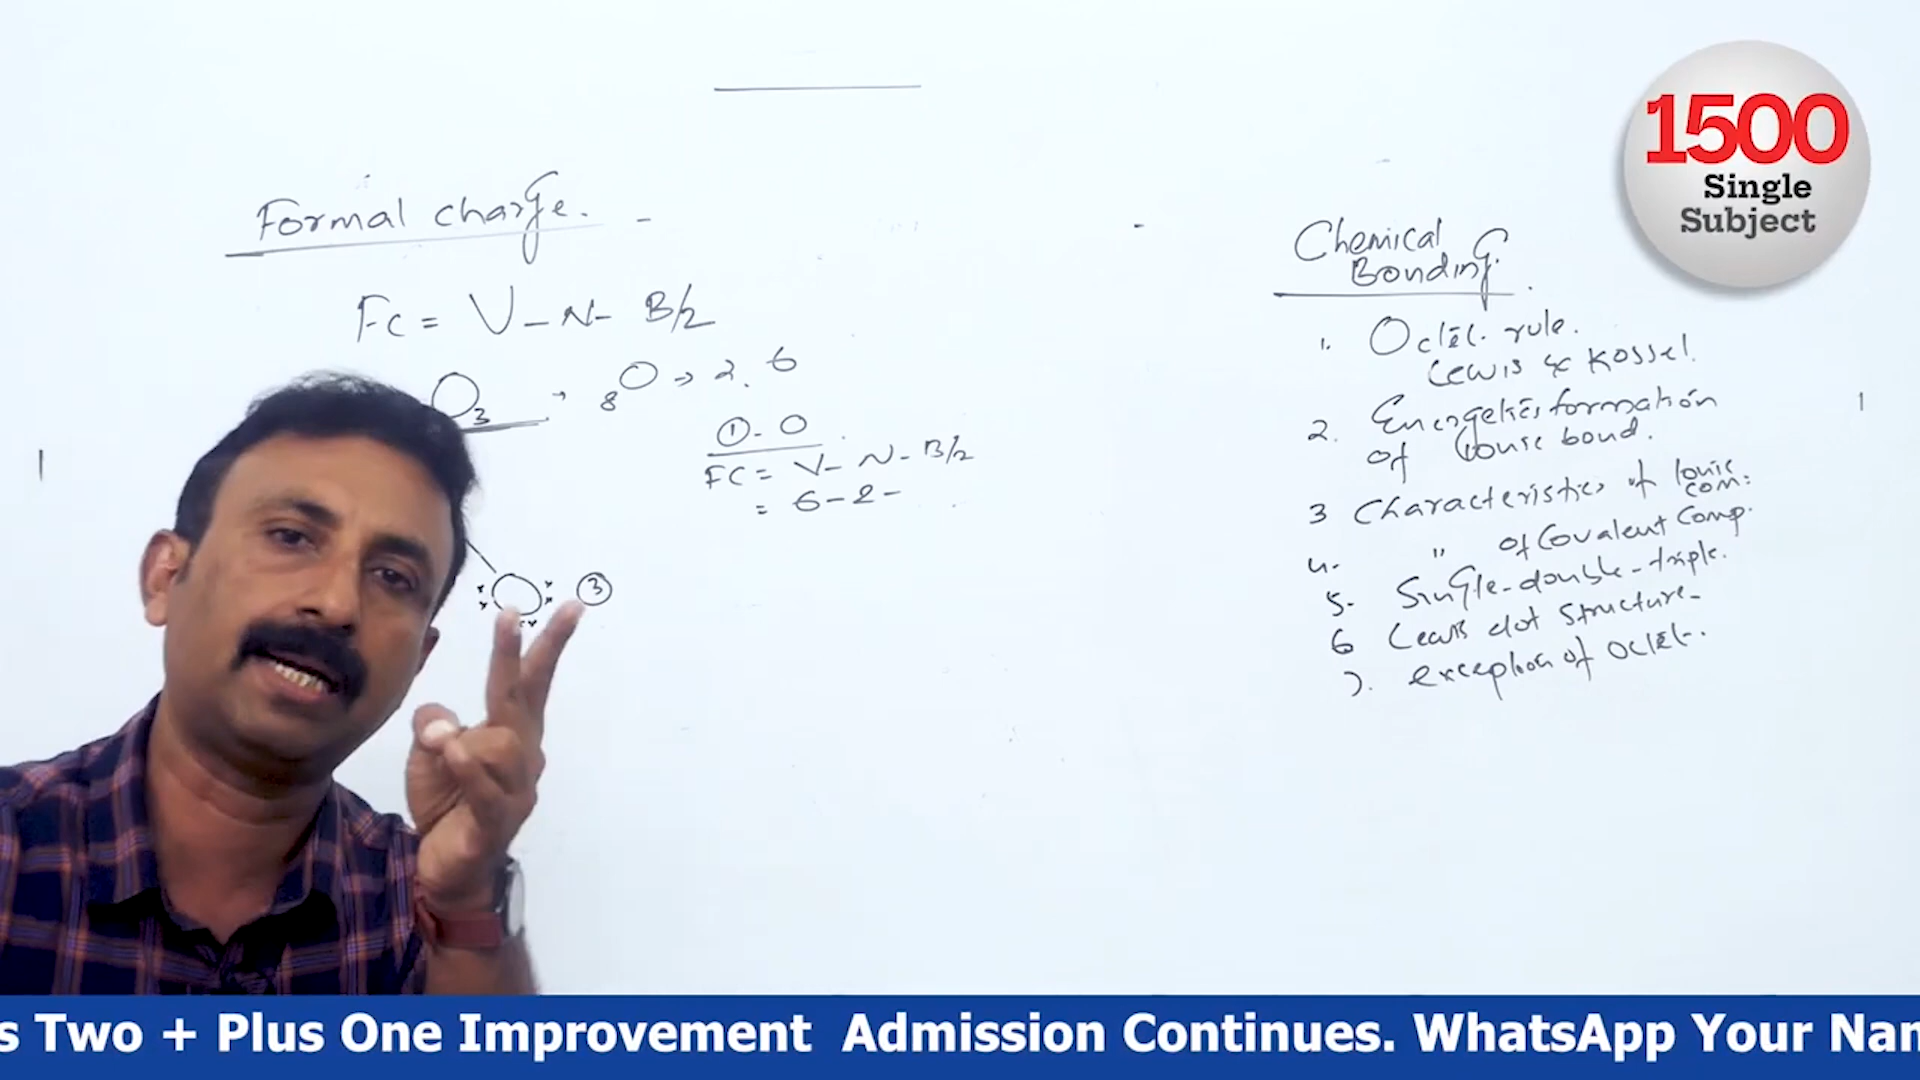 Formal charge.
Fc = V - N - B/2
O3 → 8O → 2, 6
①- O
FC = V - N - B/2
= 6 - 2 -
③
Chemical
Bonding.
1. Octet rule.
Lewis & Kossel.
2. Energetics formation
of Ionic bond.
3 Characteristics of Ionic
com:
4. " of Covalent Comp.
5. Single-double-triple.
6 Lewis dot structure-
7. exception of octet.
1500
Single
Subject
s Two + Plus One Improvement Admission Continues. WhatsApp Your Nan